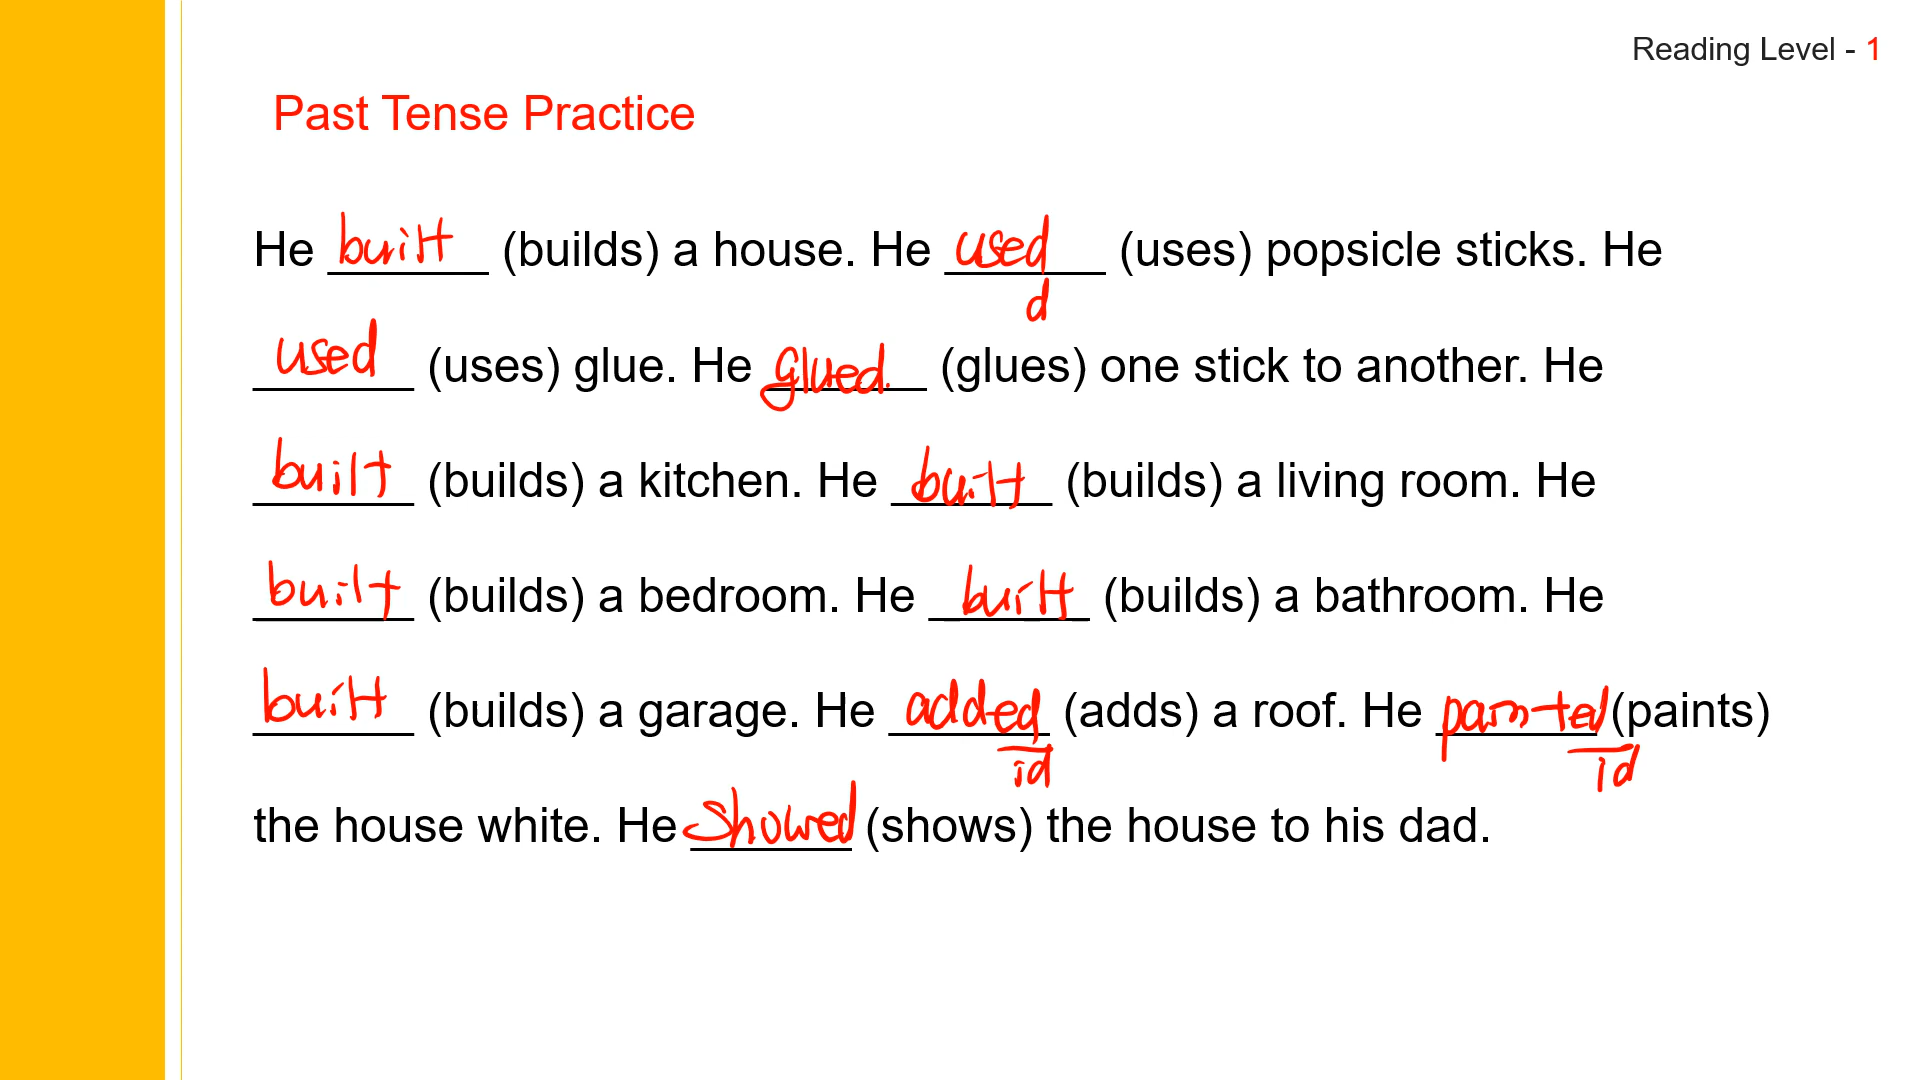 Reading Level - 1
Past Tense Practice
He built (builds) a house. He used (uses) popsicle sticks. He
d
used (uses) glue. He glued (glues) one stick to another. He
built (builds) a kitchen. He built (builds) a living room. He
built (builds) a bedroom. He built (builds) a bathroom. He
built (builds) a garage. He added (adds) a roof. He painted (paints)
id id
the house white. He showed (shows) the house to his dad.